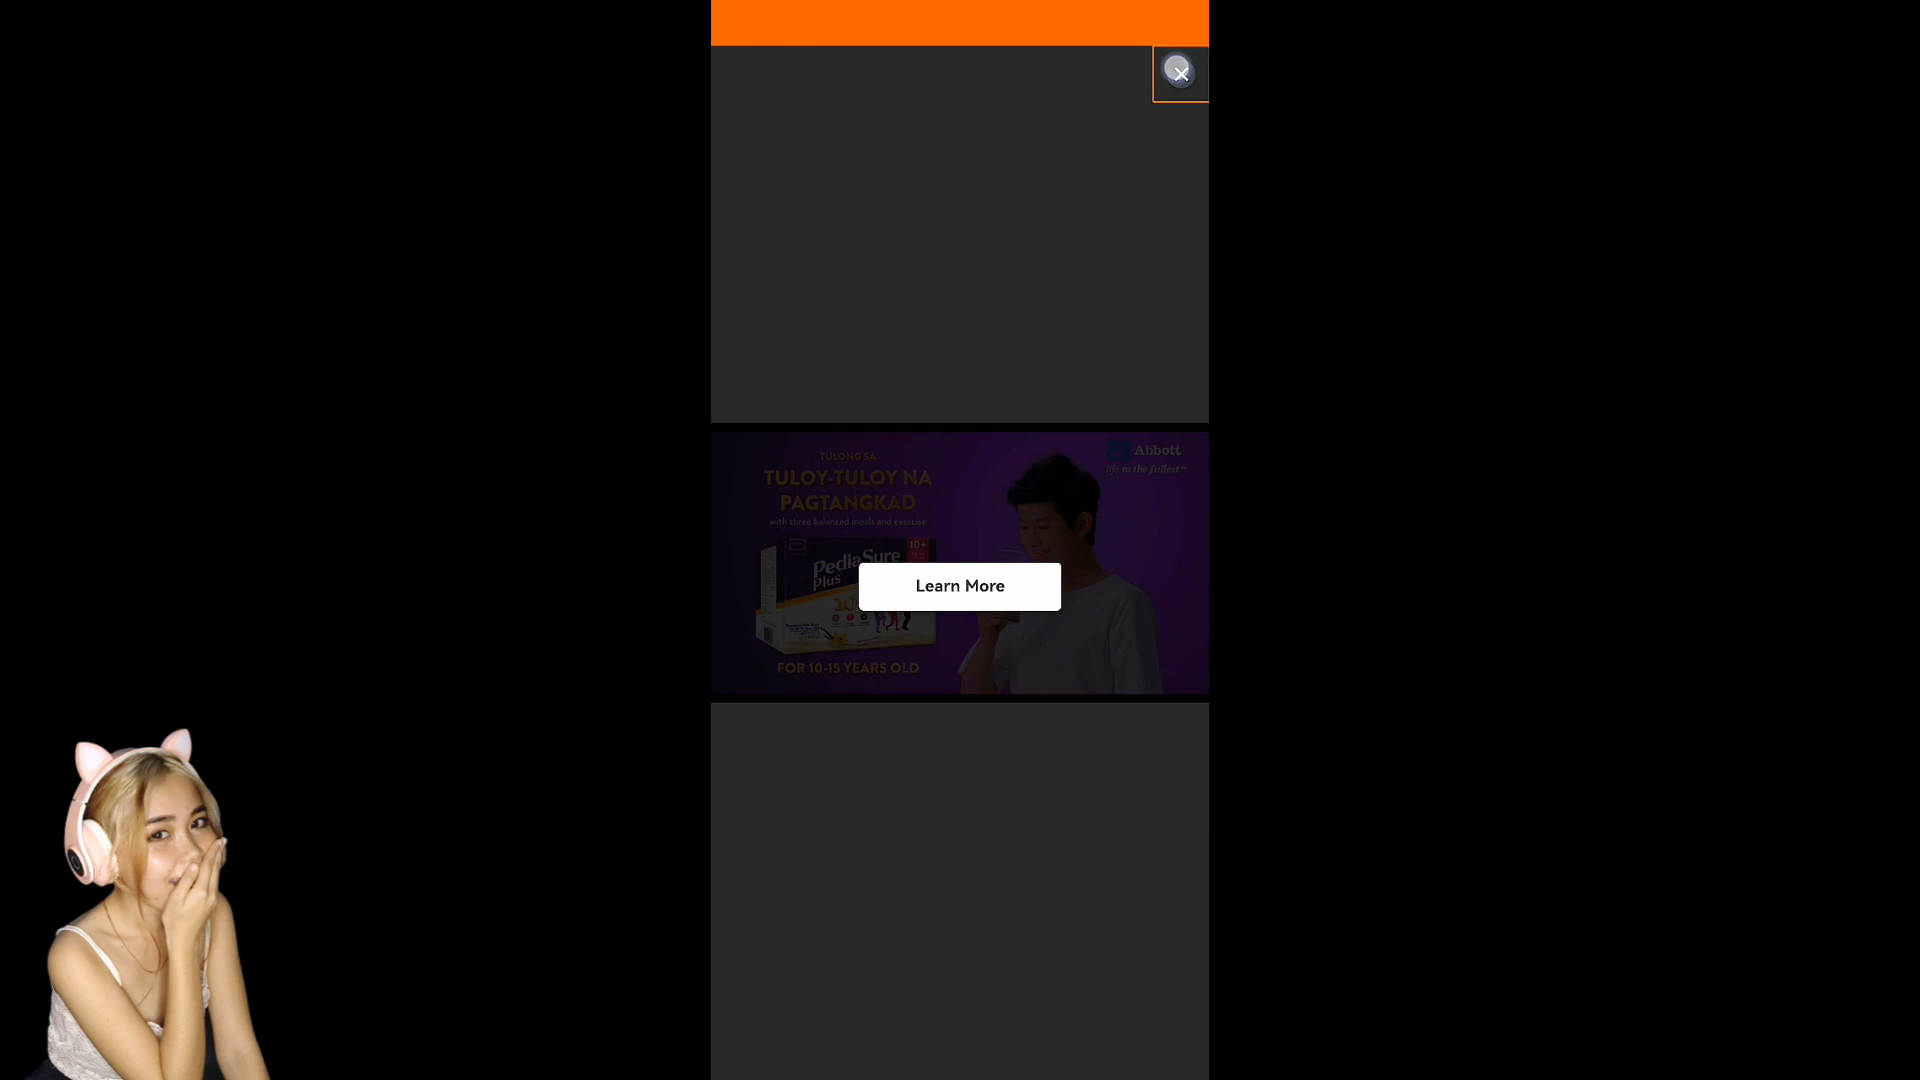 Abbott
life to the fullest™
TULONG SA
TULOY-TULOY NA
PAGTANGKAD
with three balanced meals and exercise
10+
PediaSure
Plus
10
Learn More
FOR 10-15 YEARS OLD